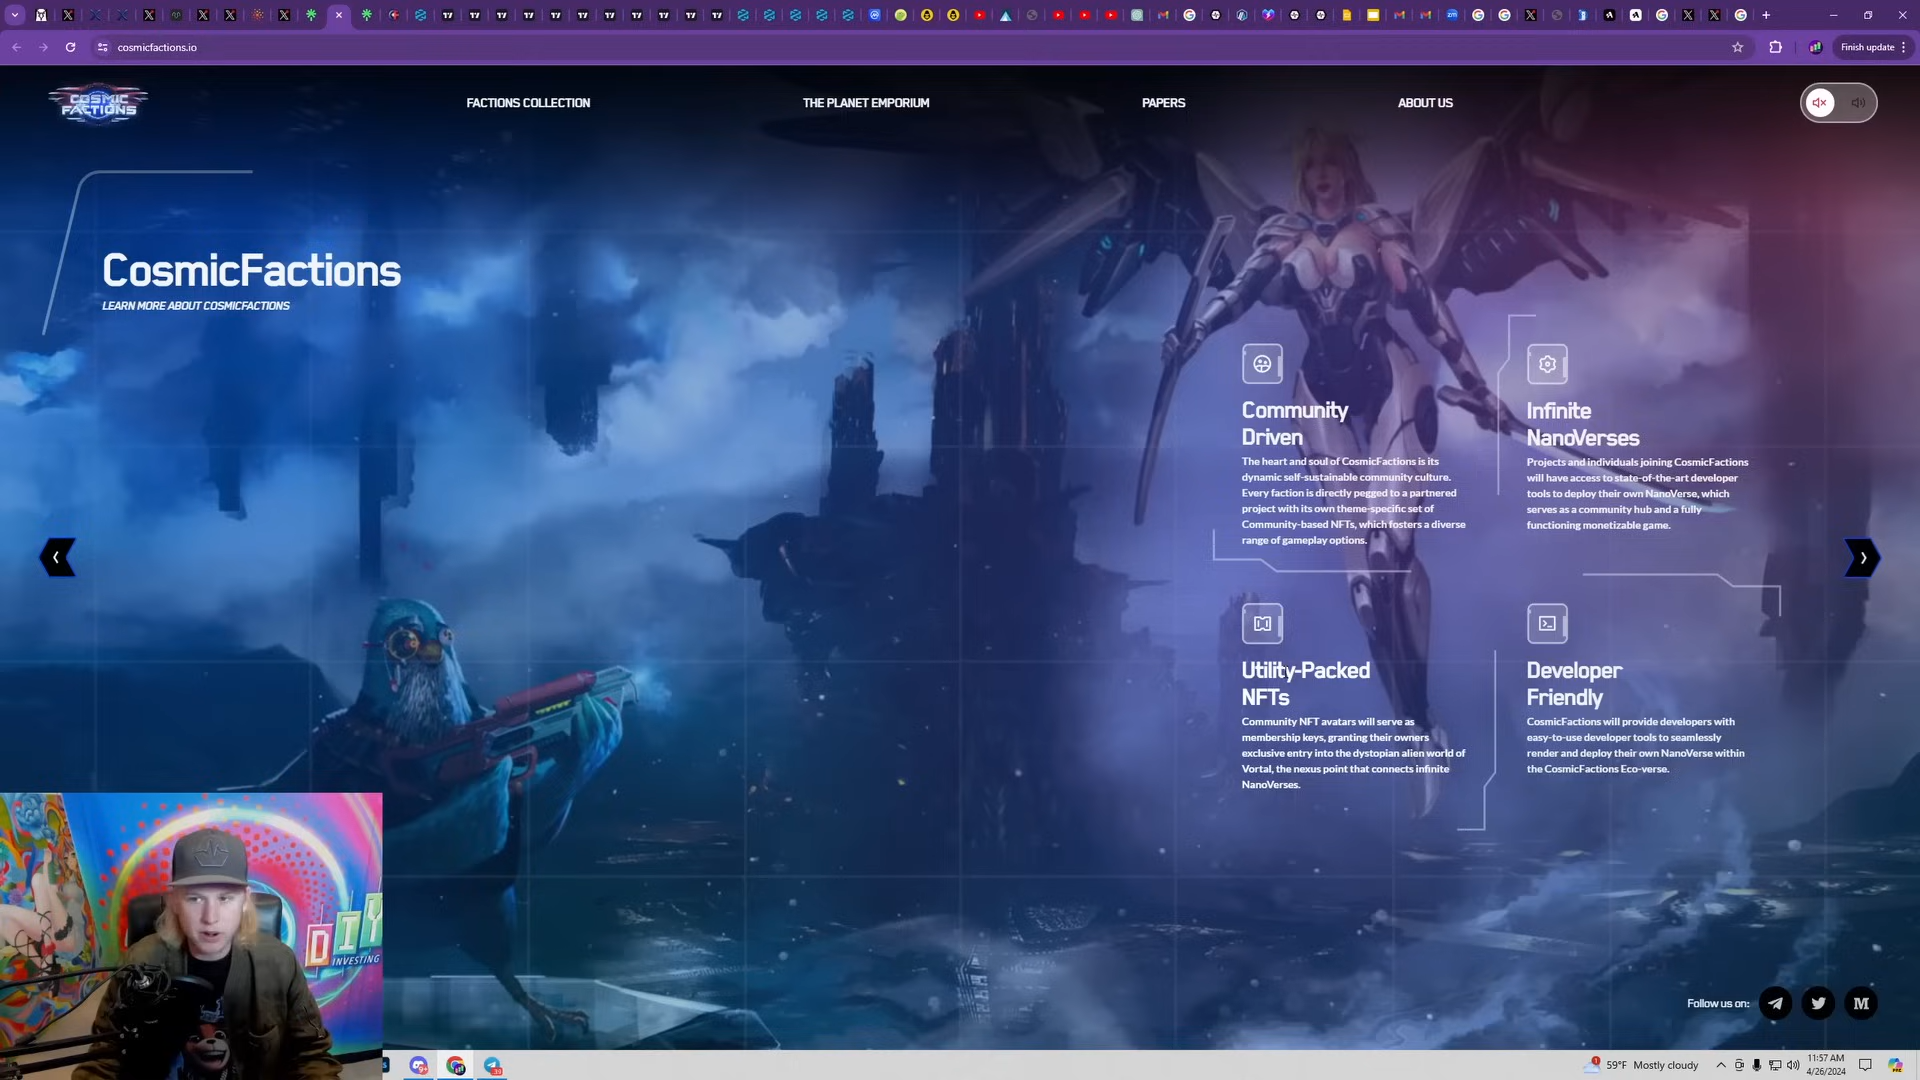 cosmicfactions.io
Finish update
COSMIC
FACTIONS
FACTIONS COLLECTION
THE PLANET EMPORIUM
PAPERS
ABOUT US
CosmicFactions
LEARN MORE ABOUT COSMICFACTIONS
Community
Driven
The heart and soul of CosmicFactions is its
dynamic self-sustainable community culture.
Every faction is directly pegged to a partnered
project with its own theme-specific set of
Community-based NFTs, which fosters a diverse
range of gameplay options.
Infinite
NanoVerses
Projects and individuals joining CosmicFactions
will have access to state-of-the-art developer
tools to deploy their own NanoVerse, which
serves as a community hub and a fully
functioning monetizable game.
Utility-Packed
NFTs
Community NFT avatars will serve as
membership keys, granting their owners
exclusive entry into the dystopian alien world of
Vortal, the nexus point that connects infinite
NanoVerses.
Developer
Friendly
CosmicFactions will provide developers with
easy-to-use developer tools to seamlessly
render and deploy their own NanoVerse within
the CosmicFactions Eco-verse.
DIY
INVESTING
Follow us on:
59°F Mostly cloudy
11:57 AM
4/26/2024